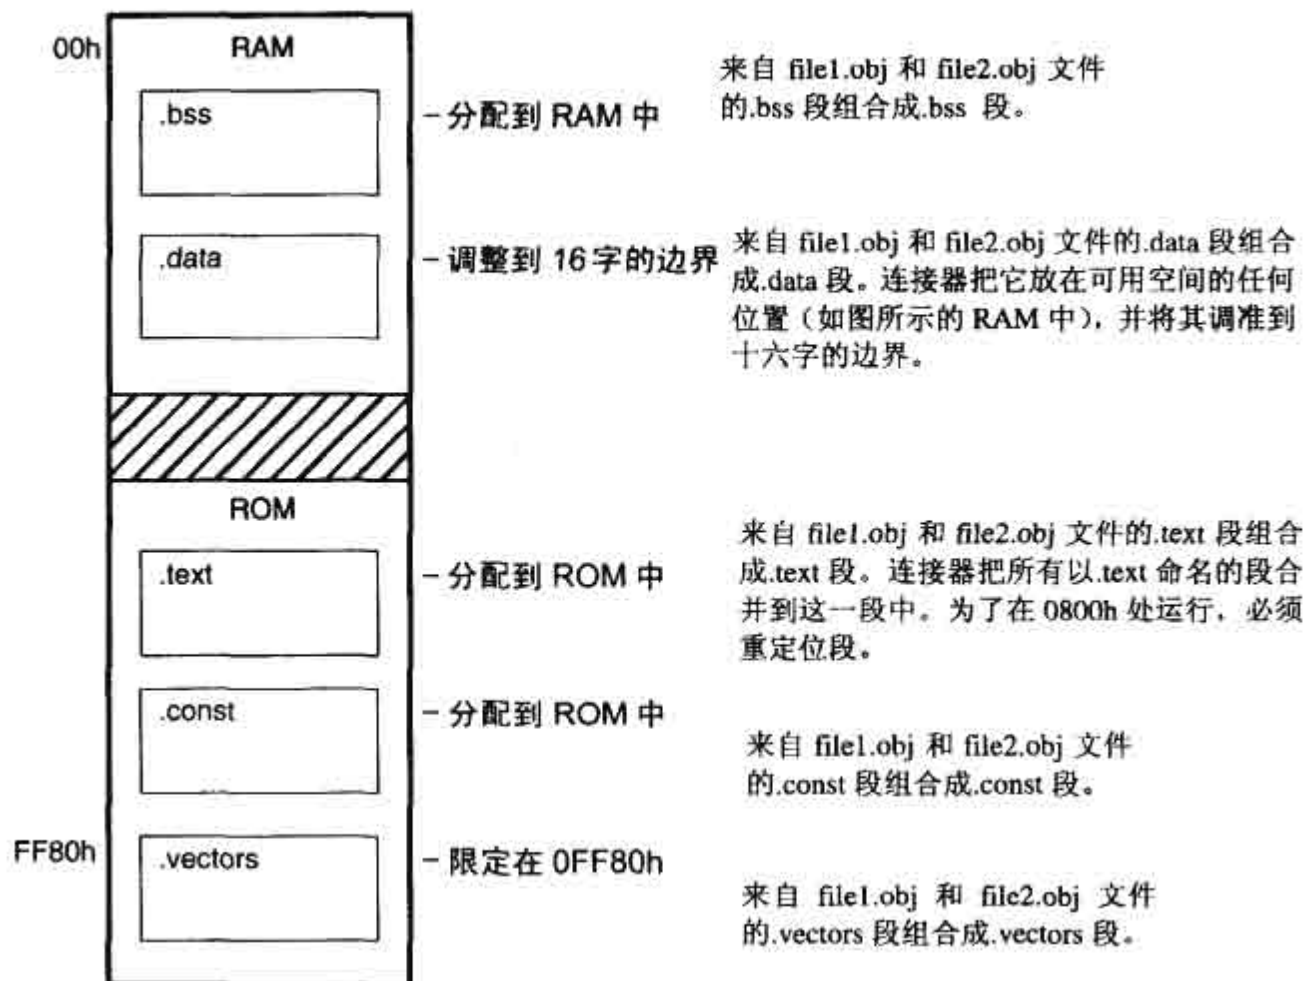 00h
RAM
.bss
-分配到 RAM 中
来自 file1.obj 和 file2.obj 文件
的.bss 段组合成.bss 段。
.data
-调整到 16字的边界
来自 file1.obj 和 file2.obj 文件的.data 段组合
成.data 段。连接器把它放在可用空间的任何
位置（如图所示的 RAM 中），并将其调准到
十六字的边界。
ROM
.text
-分配到 ROM 中
来自 file1.obj 和 file2.obj 文件的.text 段组合
成.text 段。连接器把所有以.text 命名的段合
并到这一段中。为了在 0800h 处运行，必须
重定位段。
.const
-分配到 ROM 中
来自 file1.obj 和 file2.obj 文件
的.const 段组合成.const 段。
FF80h
.vectors
-限定在 0FF80h
来自 file1.obj 和 file2.obj 文件
的.vectors 段组合成.vectors 段。